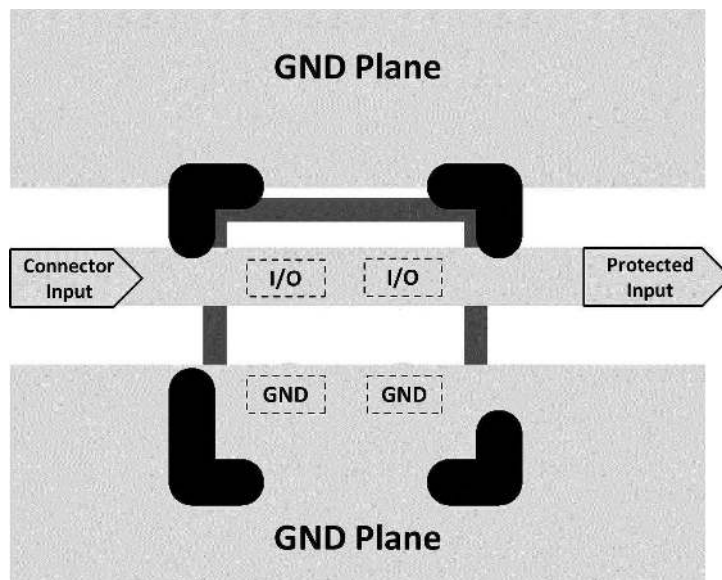 GND Plane
Connector
Input
I/O
I/O
Protected
Input
GND
GND
GND Plane